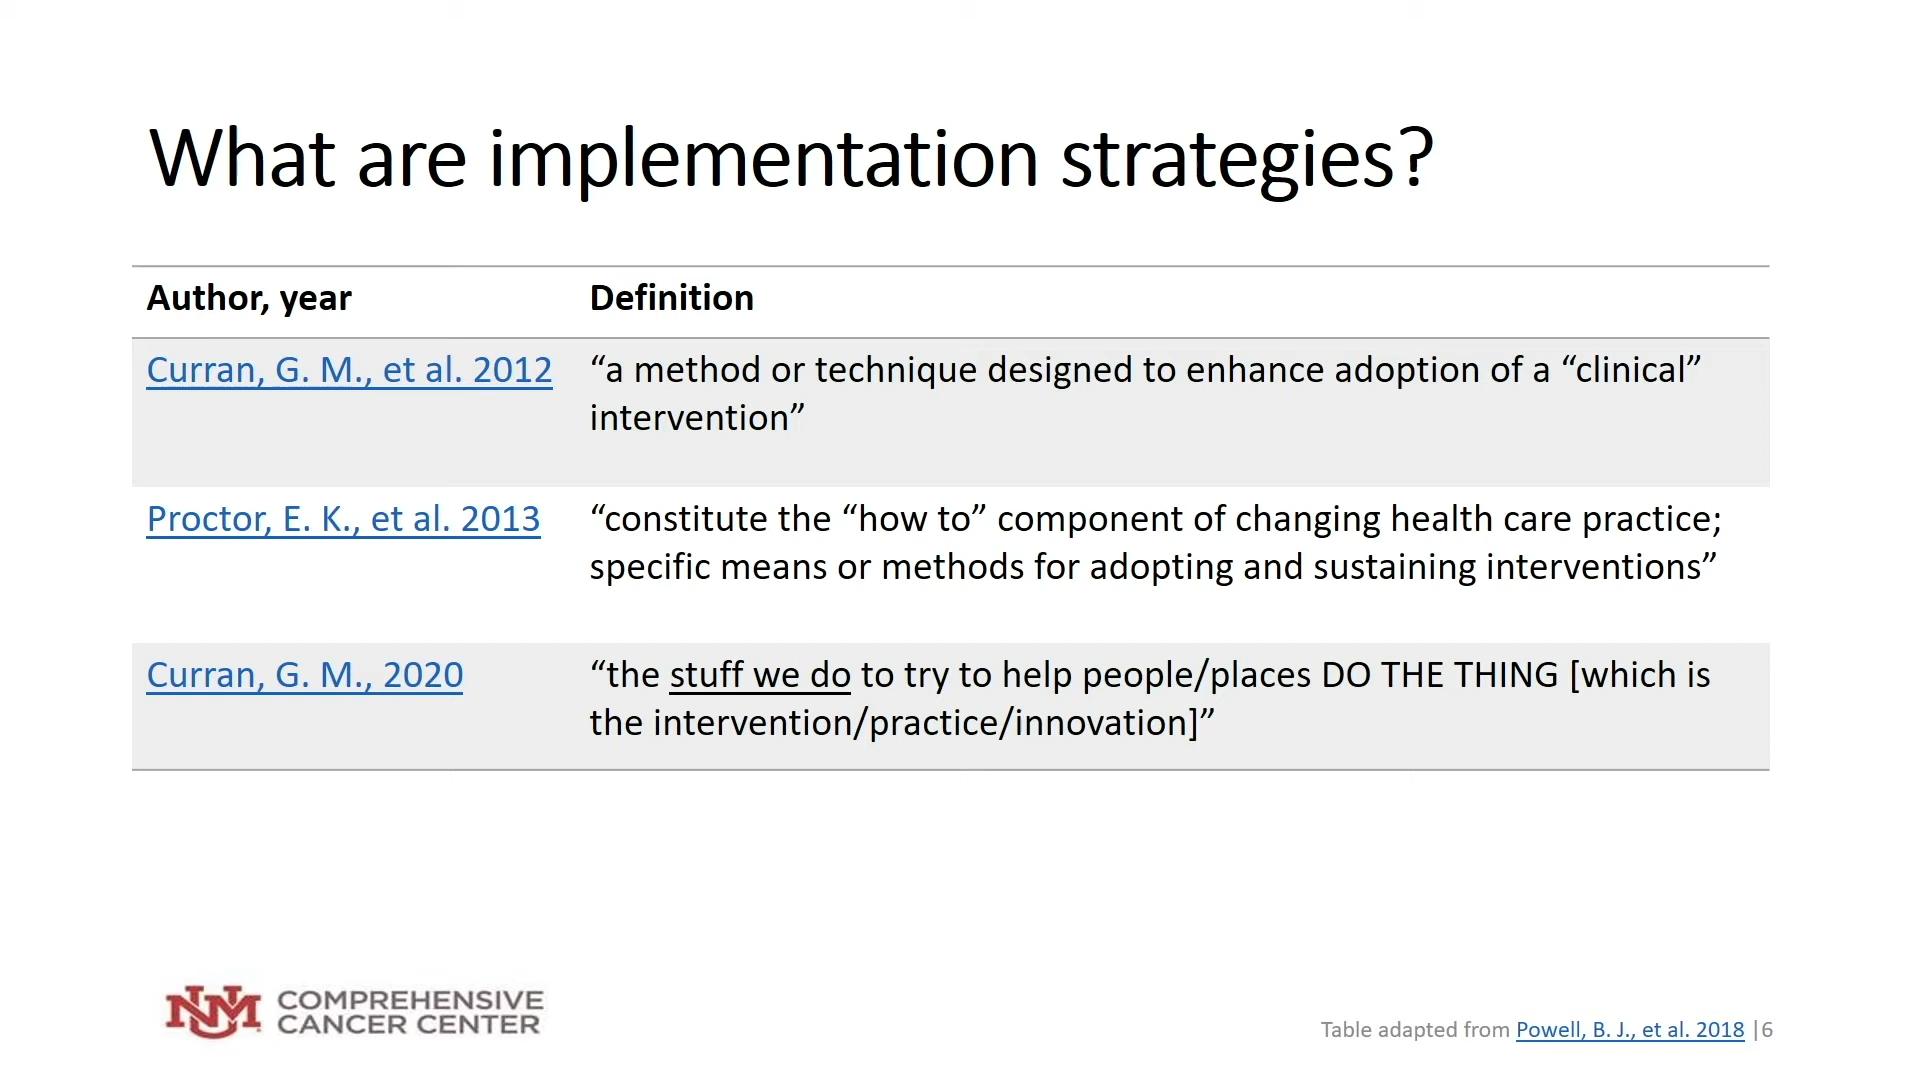 What are implementation strategies?
Author, year Definition
Curran, G. M., et al. 2012 “a method or technique designed to enhance adoption of a “clinical”
intervention”
Proctor, E. K., et al. 2013 “constitute the “how to” component of changing health care practice;
specific means or methods for adopting and sustaining interventions”
Curran, G. M., 2020 “the stuff we do to try to help people/places DO THE THING [which is
the intervention/practice/innovation]”
NM COMPREHENSIVE
CANCER CENTER
Table adapted from Powell, B. J., et al. 2018 |6